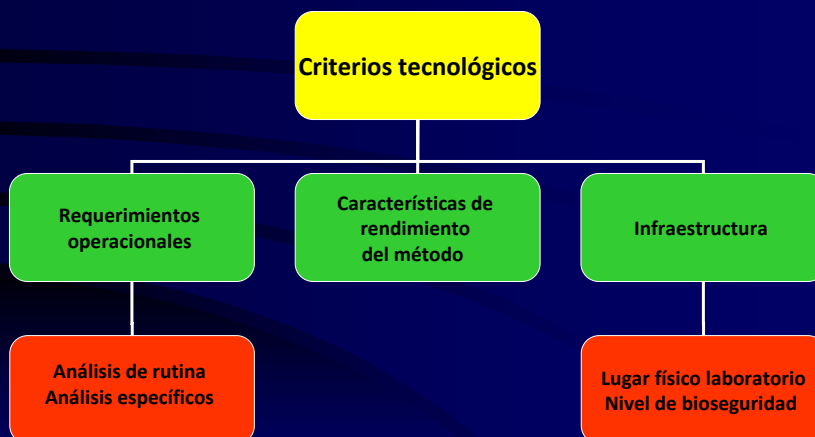 Criterios tecnológicos
Requerimientos
operacionales
Características de
rendimiento
del método
Infraestructura
Análisis de rutina
Análisis específicos
Lugar físico laboratorio
Nivel de bioseguridad